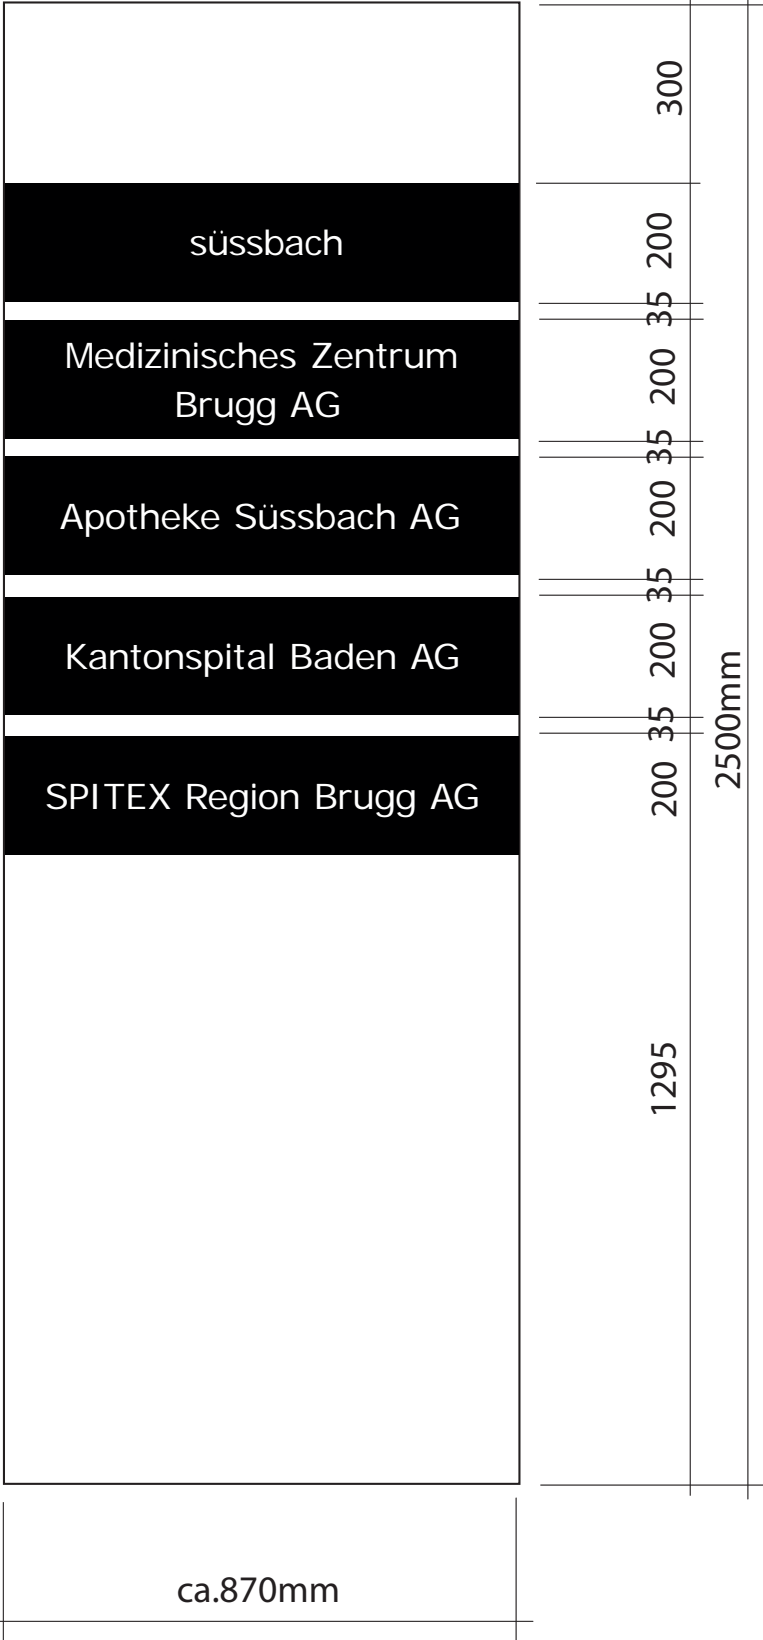 300
süssbach
200
35
Medizinisches Zentrum
Brugg AG
200
35
Apotheke Süssbach AG
200
35
Kantonspital Baden AG
200
35
2500mm
SPITEX Region Brugg AG
200
1295
ca.870mm